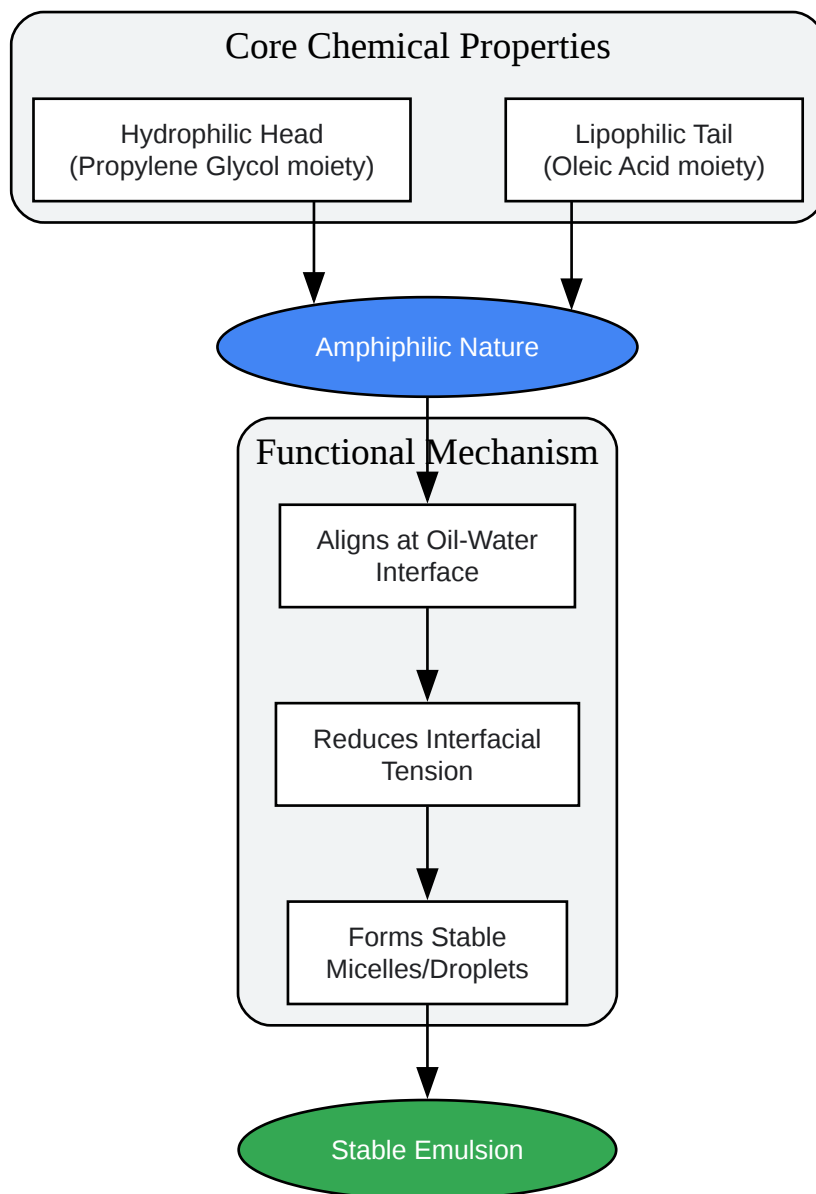 Core Chemical Properties
Hydrophilic Head
(Propylene Glycol moiety)
Lipophilic Tail
(Oleic Acid moiety)
Amphiphilic Nature
Functional Mechanism
Aligns at Oil-Water
Interface
Reduces Interfacial
Tension
Forms Stable
Micelles/Droplets
Stable Emulsion